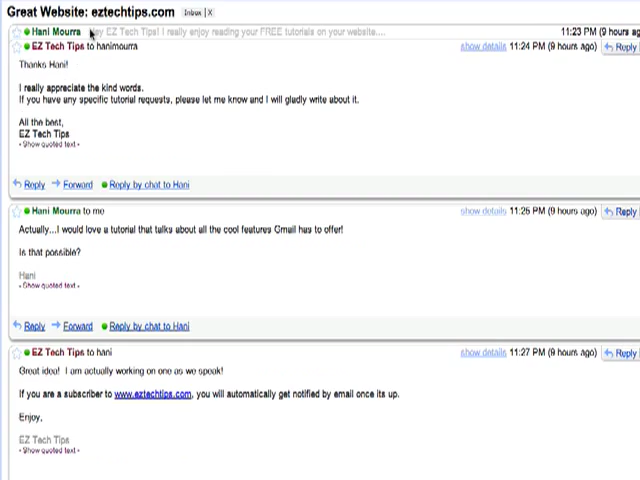 Great Website: eztechtips.com Inbox | X
Hani Mourra ey EZ Tech Tips! I really enjoy reading your FREE tutorials on your website.... 11:23 PM (9 hours ag
EZ Tech Tips to hanimourra show details 11:24 PM (9 hours ago) Reply
Thanks Hani!
I really appreciate the kind words.
If you have any specific tutorial requests, please let me know and I will gladly write about it.
All the best,
EZ Tech Tips
- Show quoted text -
Reply Forward Reply by chat to Hani
Hani Mourra to me show details 11:25 PM (9 hours ago) Reply
Actually...I would love a tutorial that talks about all the cool features Gmail has to offer!
Is that possible?
Hani
- Show quoted text -
Reply Forward Reply by chat to Hani
EZ Tech Tips to hani show details 11:27 PM (9 hours ago) Reply
Great idea! I am actually working on one as we speak!
If you are a subscriber to www.eztechtips.com, you will automatically get notified by email once its up.
Enjoy,
EZ Tech Tips
- Show quoted text -